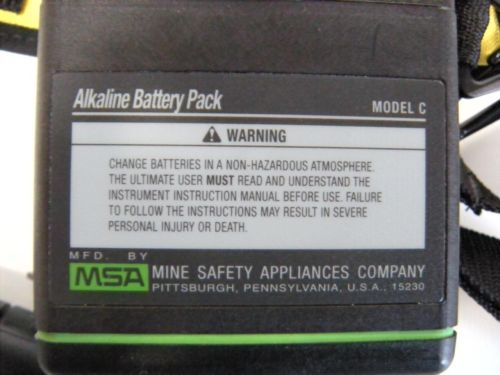 Alkaline Battery Pack MODEL C
WARNING
CHANGE BATTERIES IN A NON-HAZARDOUS ATMOSPHERE.
THE ULTIMATE USER MUST READ AND UNDERSTAND THE
INSTRUMENT INSTRUCTION MANUAL BEFORE USE. FAILURE
TO FOLLOW THE INSTRUCTIONS MAY RESULT IN SEVERE
PERSONAL INJURY OR DEATH.
MFD. BY
MSA MINE SAFETY APPLIANCES COMPANY
PITTSBURGH, PENNSYLVANIA, U.S.A., 15230